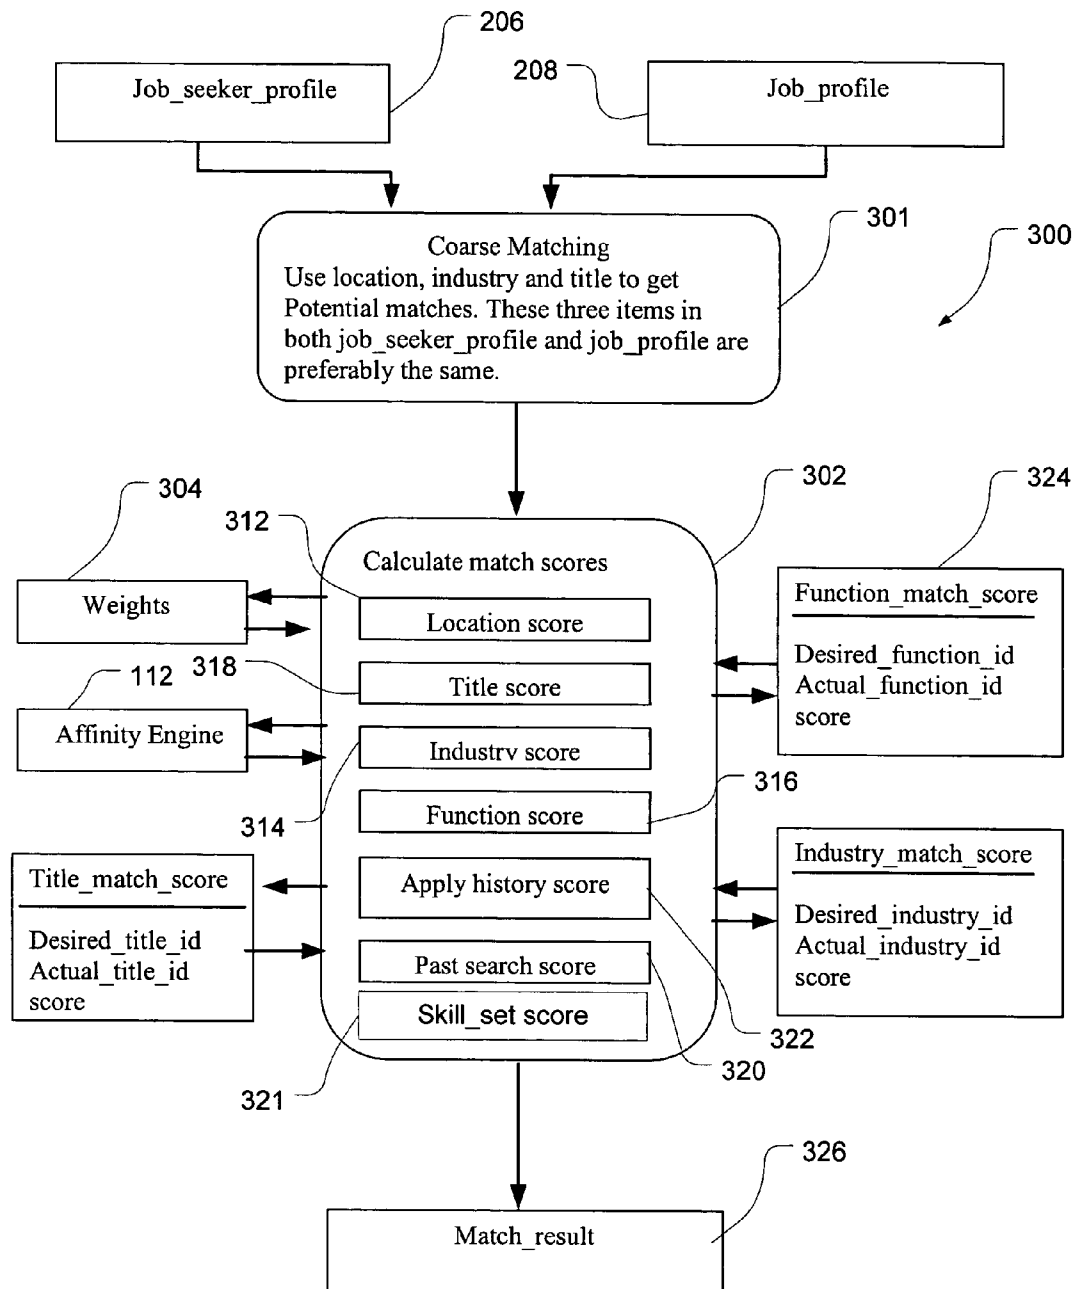 206
Job_seeker_profile
208
Job_profile
301
300
Coarse Matching
Use location, industry and title to get
Potential matches. These three items in
both job_seeker_profile and job_profile are
preferably the same.
304
312
302
324
Calculate match scores
Weights
Location score
Function_match_score
Desired_function_id
Actual_function_id
score
112
318
Title score
Affinity Engine
Industry score
314
Function score
316
Title_match_score
Desired_title_id
Actual_title_id
score
Apply history score
Industry_match_score
Desired_industry_id
Actual_industry_id
score
Past search score
Skill_set score
322
320
321
326
Match_result